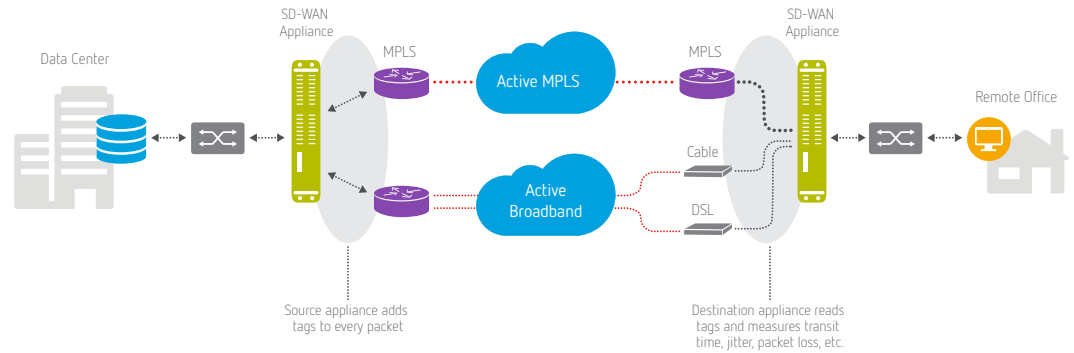 SD-WAN
Appliance
SD-WAN
Appliance
Data Center
MPLS
MPLS
Active MPLS
Remote Office
Cable
Active
Broadband
DSL
Source appliance adds
tags to every packet
Destination appliance reads
tags and measures transit
time, jitter, packet loss, etc.